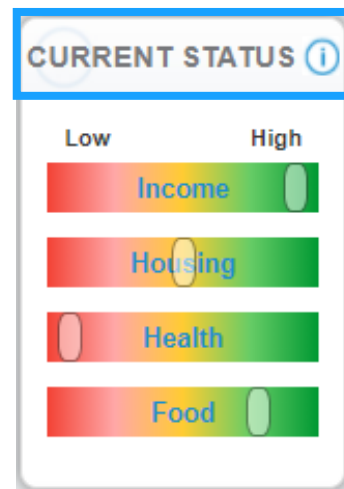 CURRENT STATUS i
Low High
Income
Housing
Health
Food